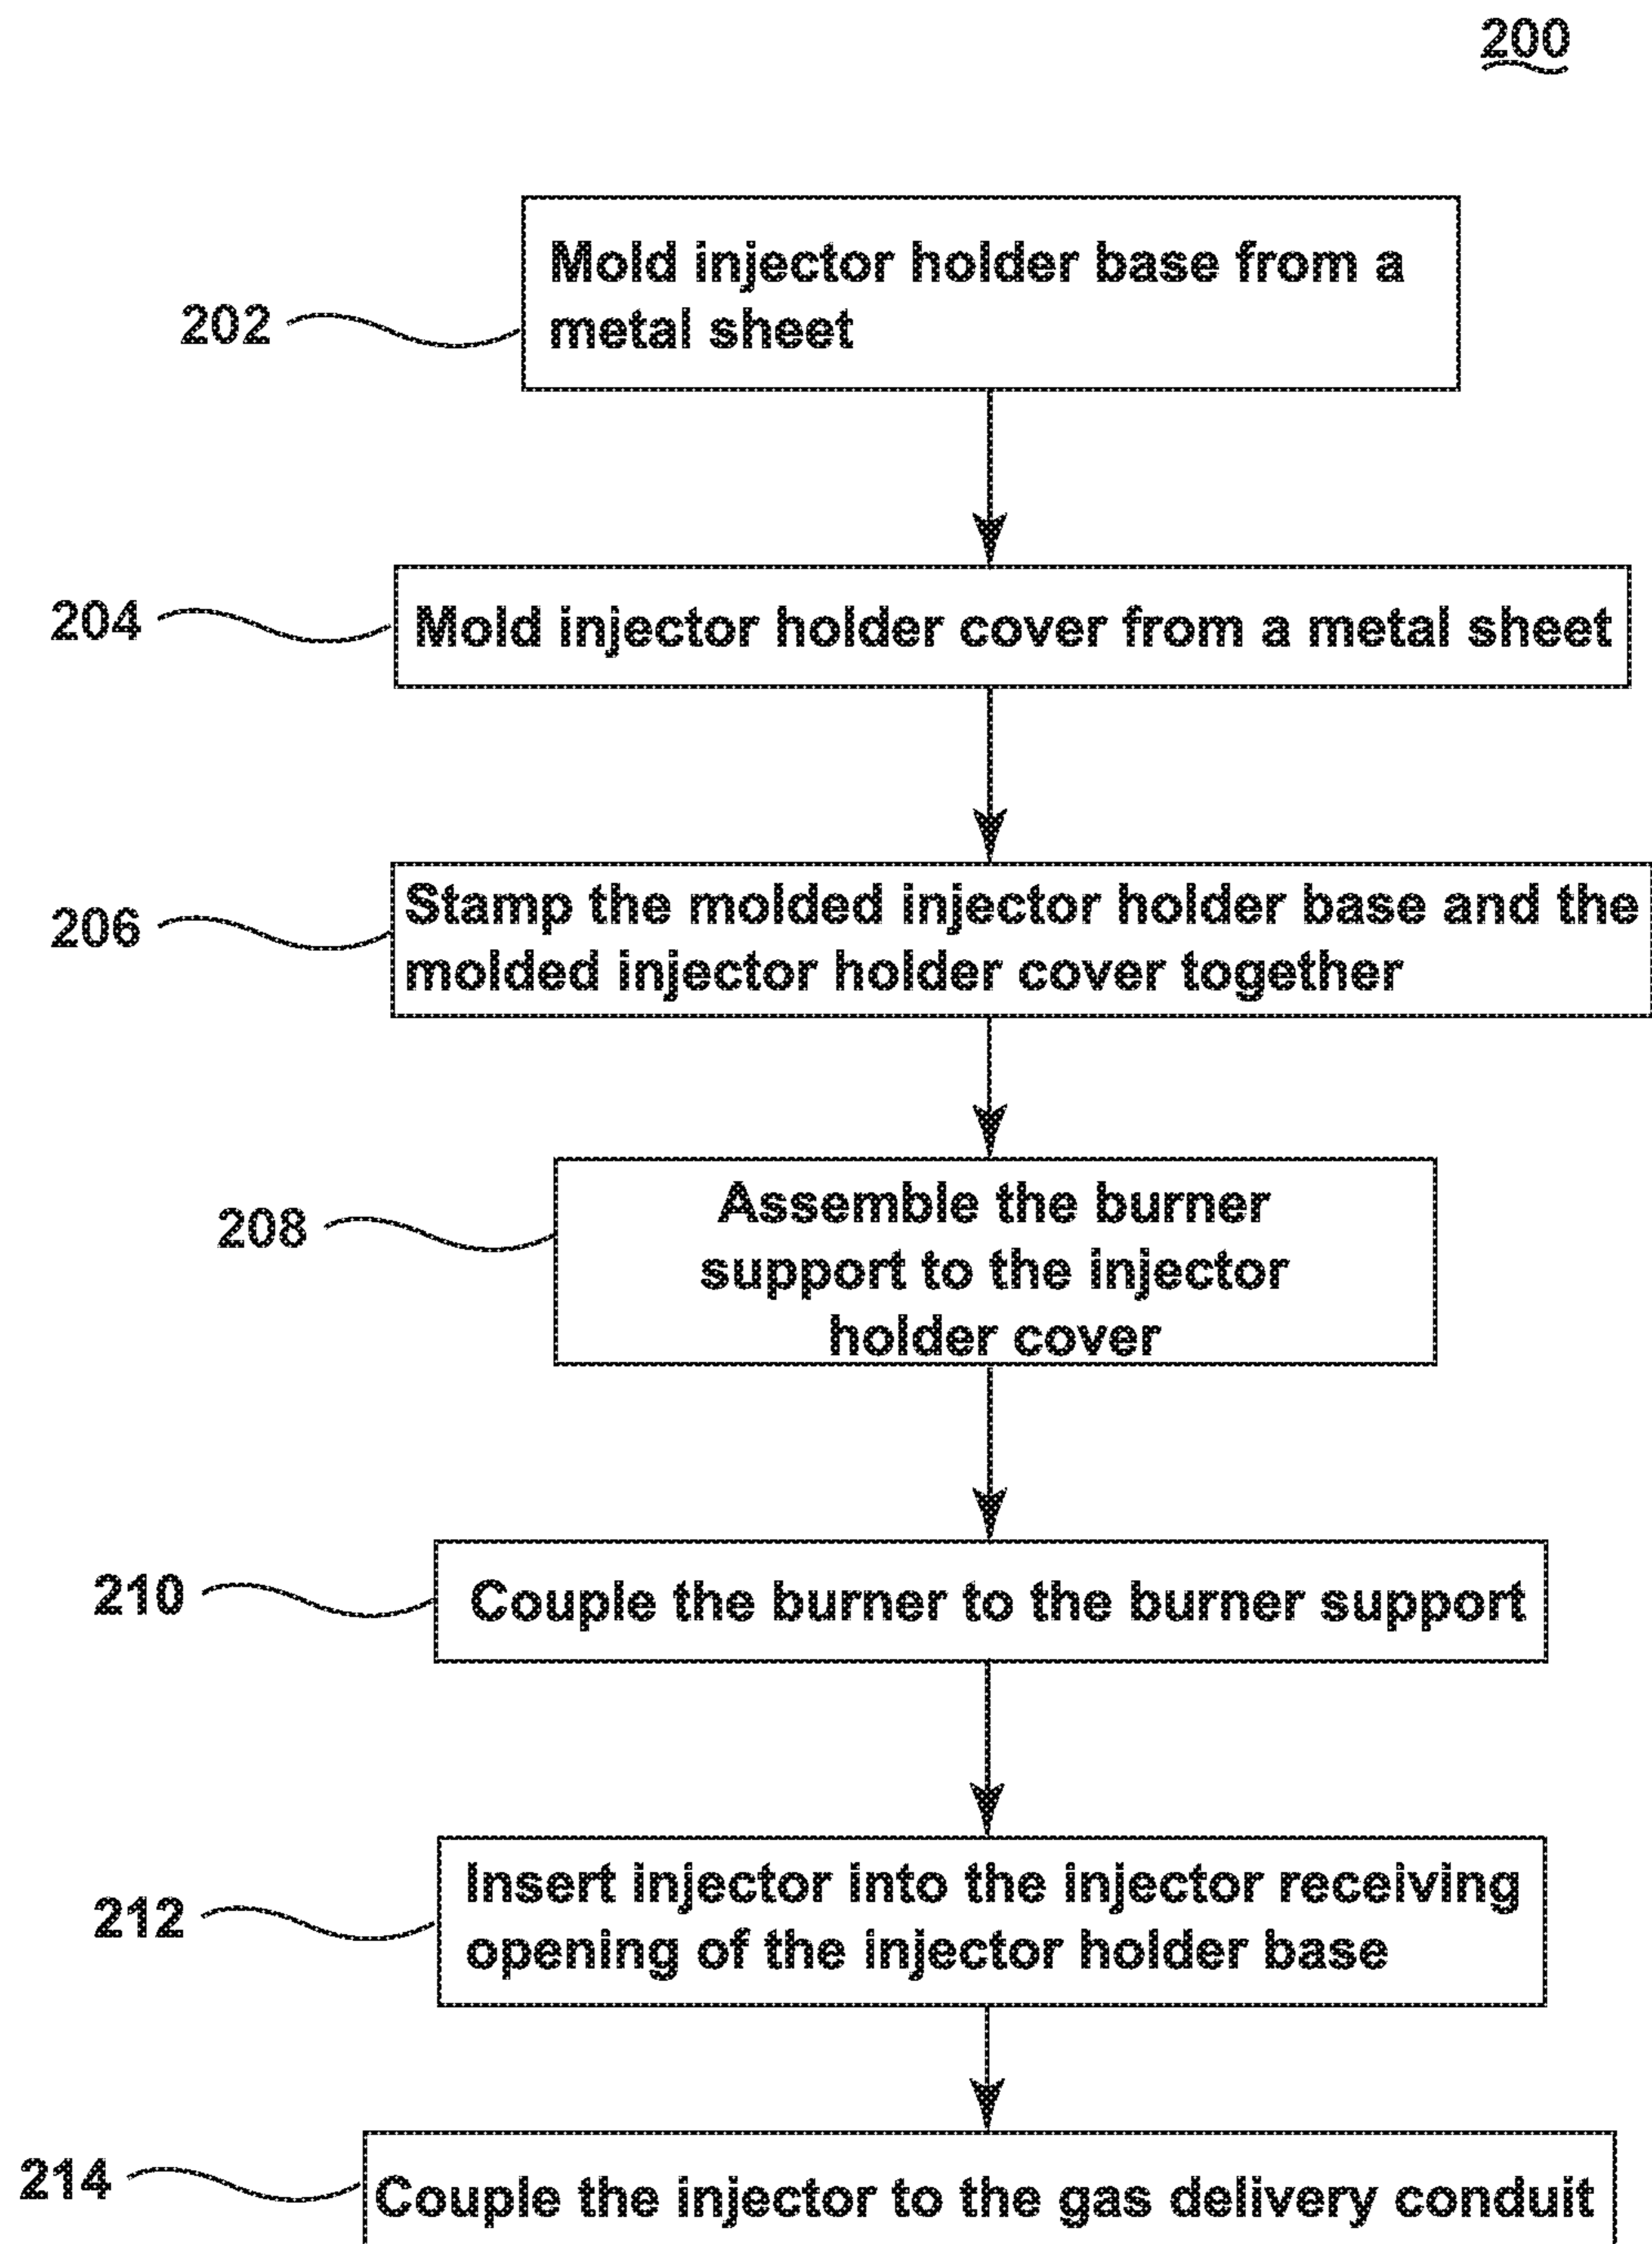 200
202
Mold injector holder base from a
metal sheet
204
Mold injector holder cover from a metal sheet
206
Stamp the molded injector holder base and the
molded injector holder cover together
208
Assemble the burner
support to the injector
holder cover
210
Couple the burner to the burner support
212
Insert injector into the injector receiving
opening of the injector holder base
214
Couple the injector to the gas delivery conduit